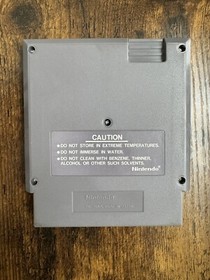 CAUTION
●DO NOT STORE IN EXTREME TEMPERATURES.
●DO NOT IMMERSE IN WATER.
●DO NOT CLEAN WITH BENZENE, THINNER,
ALCOHOL OR OTHER SUCH SOLVENTS.
Nintendo